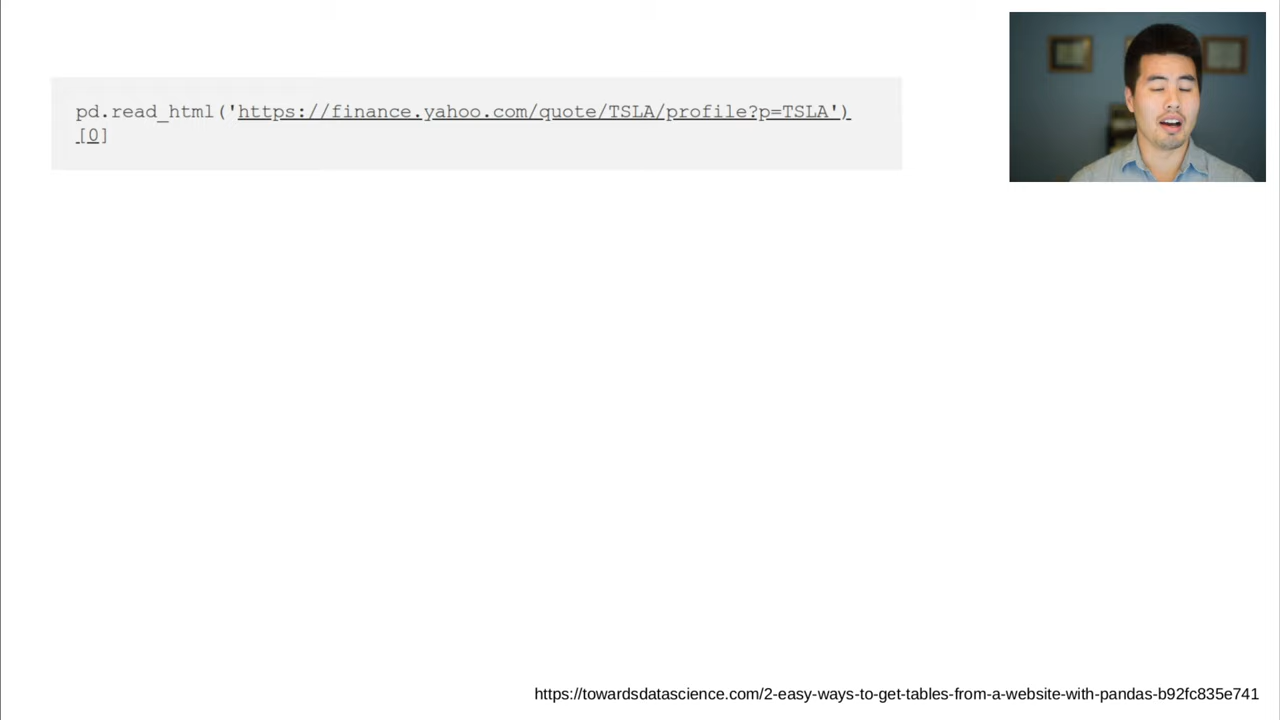 pd.read_html('https://finance.yahoo.com/quote/TSLA/profile?p=TSLA')
[0]
https://towardsdatascience.com/2-easy-ways-to-get-tables-from-a-website-with-pandas-b92fc835e741